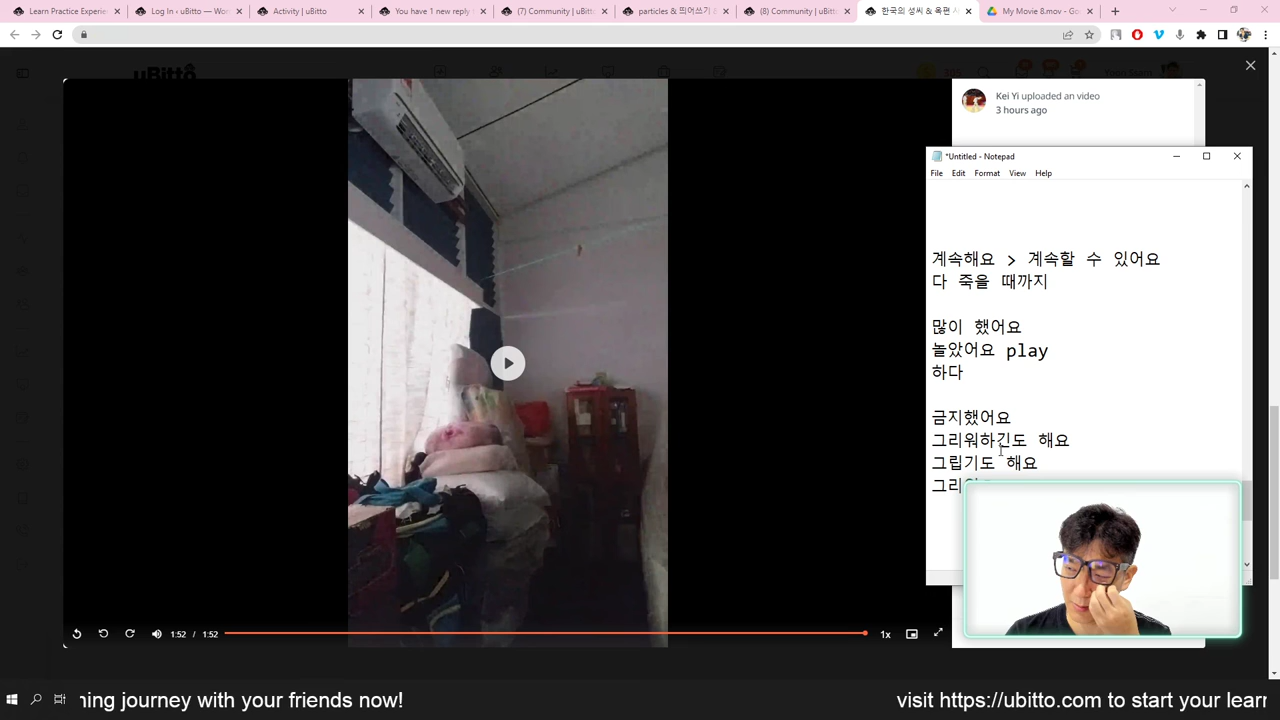 Learn Practice Experien
Log In ‹ uBitto — Wor
Activity | uBitto
You have 1 new reply
(7) Community | uBitt
particles & 띄어쓰기
(8) Community | uBitt
한국의 성씨 & 옥편
My Movie 8.mov - Go
uBitto
Kei Yi uploaded an video
3 hours ago
*Untitled - Notepad
File Edit Format View Help
계속해요 > 계속할 수 있어요
다 죽을 때까지
많이 했어요
놀았어요 play
하다
금지했어요
그리워하긴도 해요
그립기도 해요
1:52 / 1:52
1x
ning journey with your friends now!
visit https://ubitto.com to start your learn